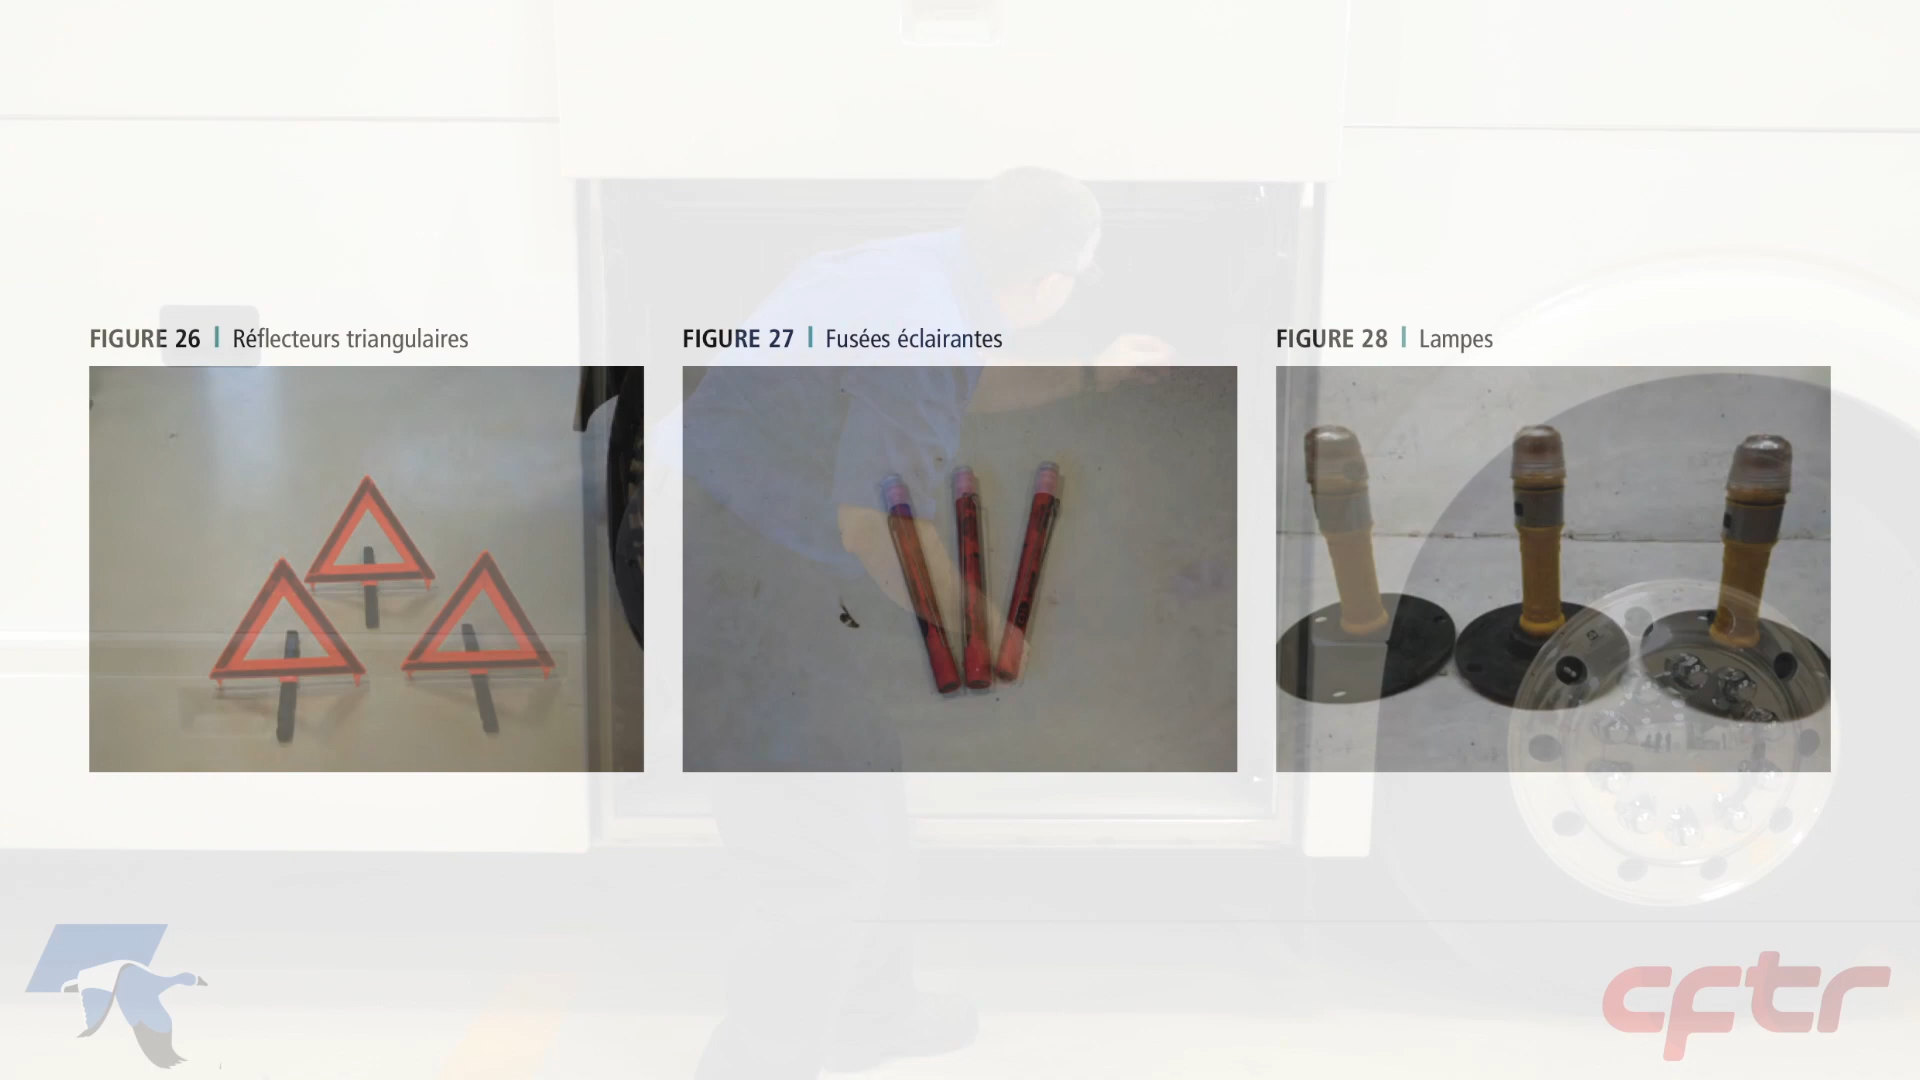 FIGURE 26 | Réflecteurs triangulaires
FIGURE 27 | Fusées éclairantes
FIGURE 28 | Lampes
cftr